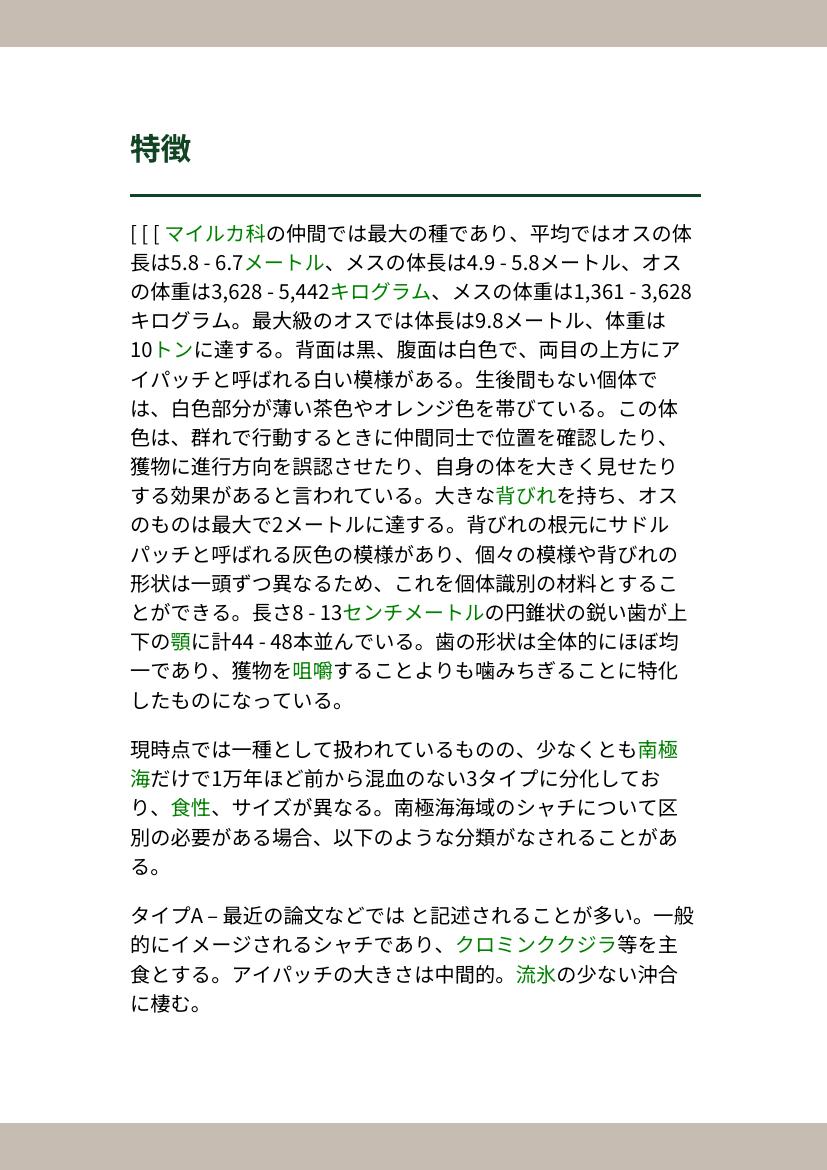 特徴
[ [ [ マイルカ科の仲間では最大の種であり、平均ではオスの体
長は5.8 - 6.7メートル、メスの体長は4.9 - 5.8メートル、オス
の体重は3,628 - 5,442キログラム、メスの体重は1,361 - 3,628
キログラム。最大級のオスでは体長は9.8メートル、体重は
10トンに達する。背面は黒、腹面は白色で、両目の上方にア
イパッチと呼ばれる白い模様がある。生後間もない個体で
は、白色部分が薄い茶色やオレンジ色を帯びている。この体
色は、群れで行動するときに仲間同士で位置を確認したり、
獲物に進行方向を誤認させたり、自身の体を大きく見せたり
する効果があると言われている。大きな背びれを持ち、オス
のものは最大で2メートルに達する。背びれの根元にサドル
パッチと呼ばれる灰色の模様があり、個々の模様や背びれの
形状は一頭ずつ異なるため、これを個体識別の材料とするこ
とができる。長さ8 - 13センチメートルの円錐状の鋭い歯が上
下の顎に計44 - 48本並んでいる。歯の形状は全体的にほぼ均
一であり、獲物を咀嚼することよりも噛みちぎることに特化
したものになっている。
現時点では一種として扱われているものの、少なくとも南極
海だけで1万年ほど前から混血のない3タイプに分化してお
り、食性、サイズが異なる。南極海海域のシャチについて区
別の必要がある場合、以下のような分類がなされることがあ
る。
タイプA – 最近の論文などでは と記述されることが多い。一般
的にイメージされるシャチであり、クロミンククジラ等を主
食とする。アイパッチの大きさは中間的。流氷の少ない沖合
に棲む。